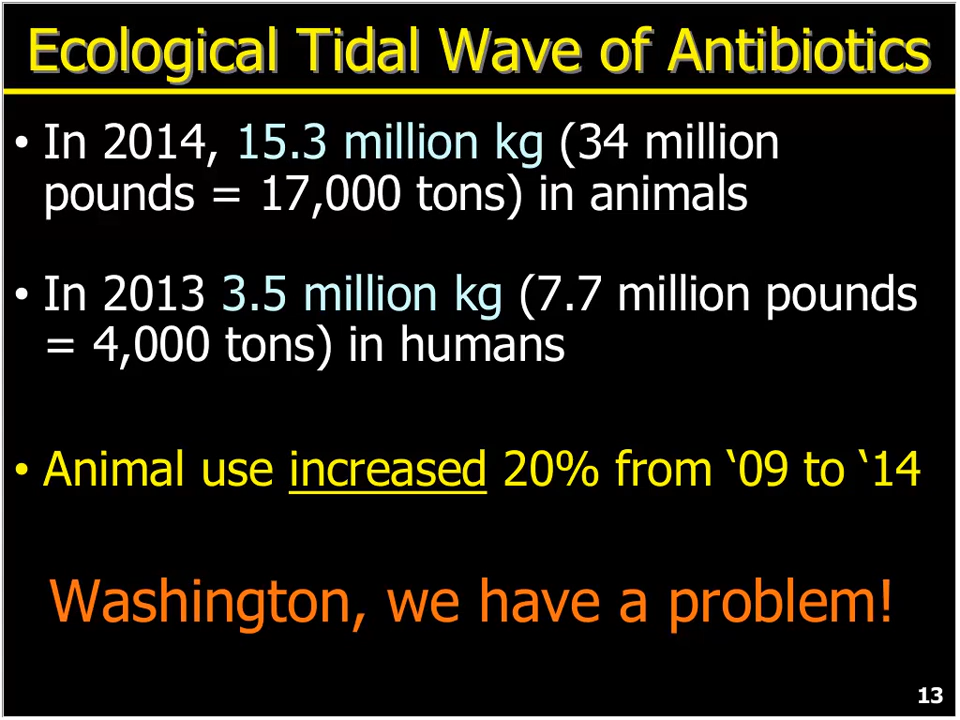 Ecological Tidal Wave of Antibiotics
• In 2014, 15.3 million kg (34 million
pounds = 17,000 tons) in animals
• In 2013 3.5 million kg (7.7 million pounds
= 4,000 tons) in humans
• Animal use increased 20% from ‘09 to ‘14
Washington, we have a problem!
13